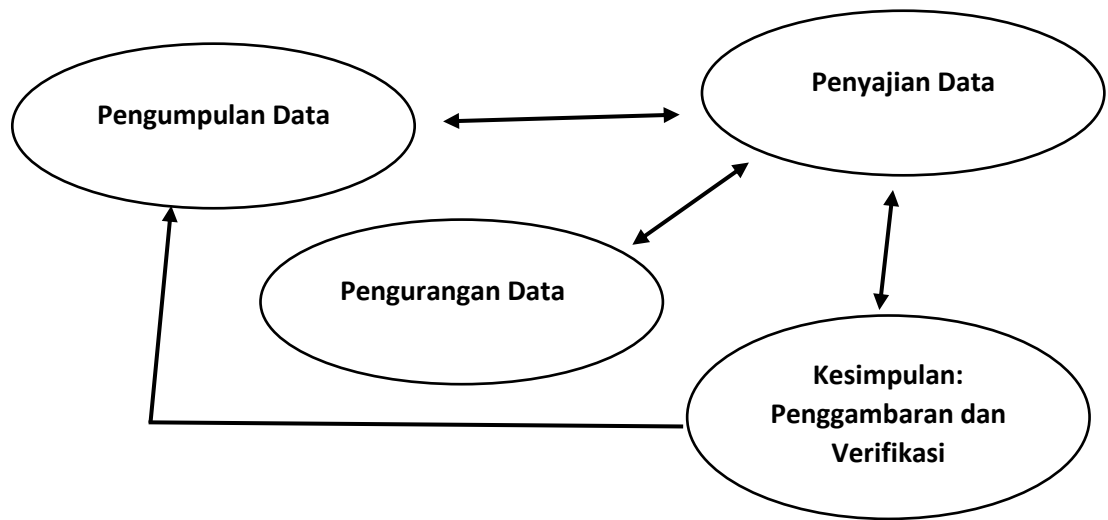 Pengumpulan Data
Penyajian Data
Pengurangan Data
Kesimpulan:
Penggambaran dan
Verifikasi